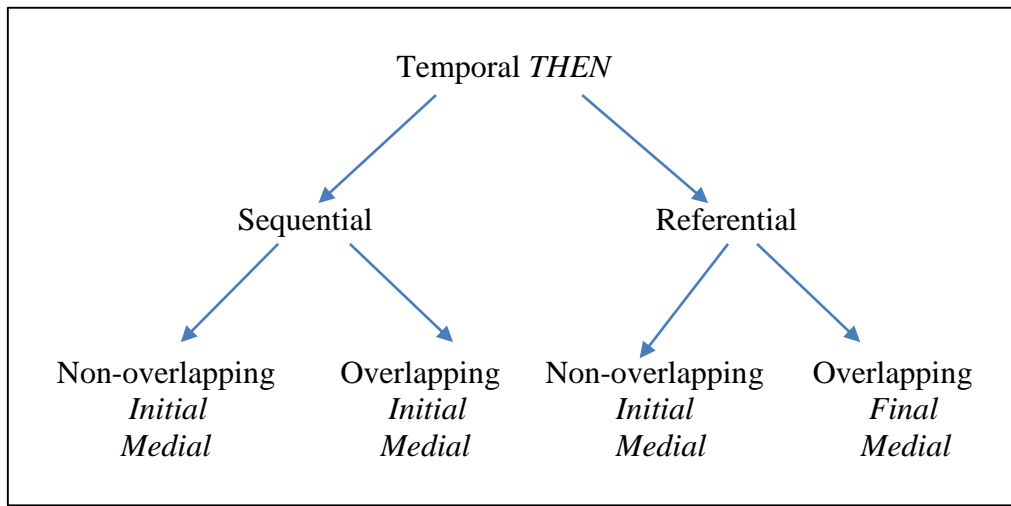 Temporal THEN
Sequential Referential
Non-overlapping Overlapping Non-overlapping Overlapping
Initial Initial Initial Final
Medial Medial Medial Medial